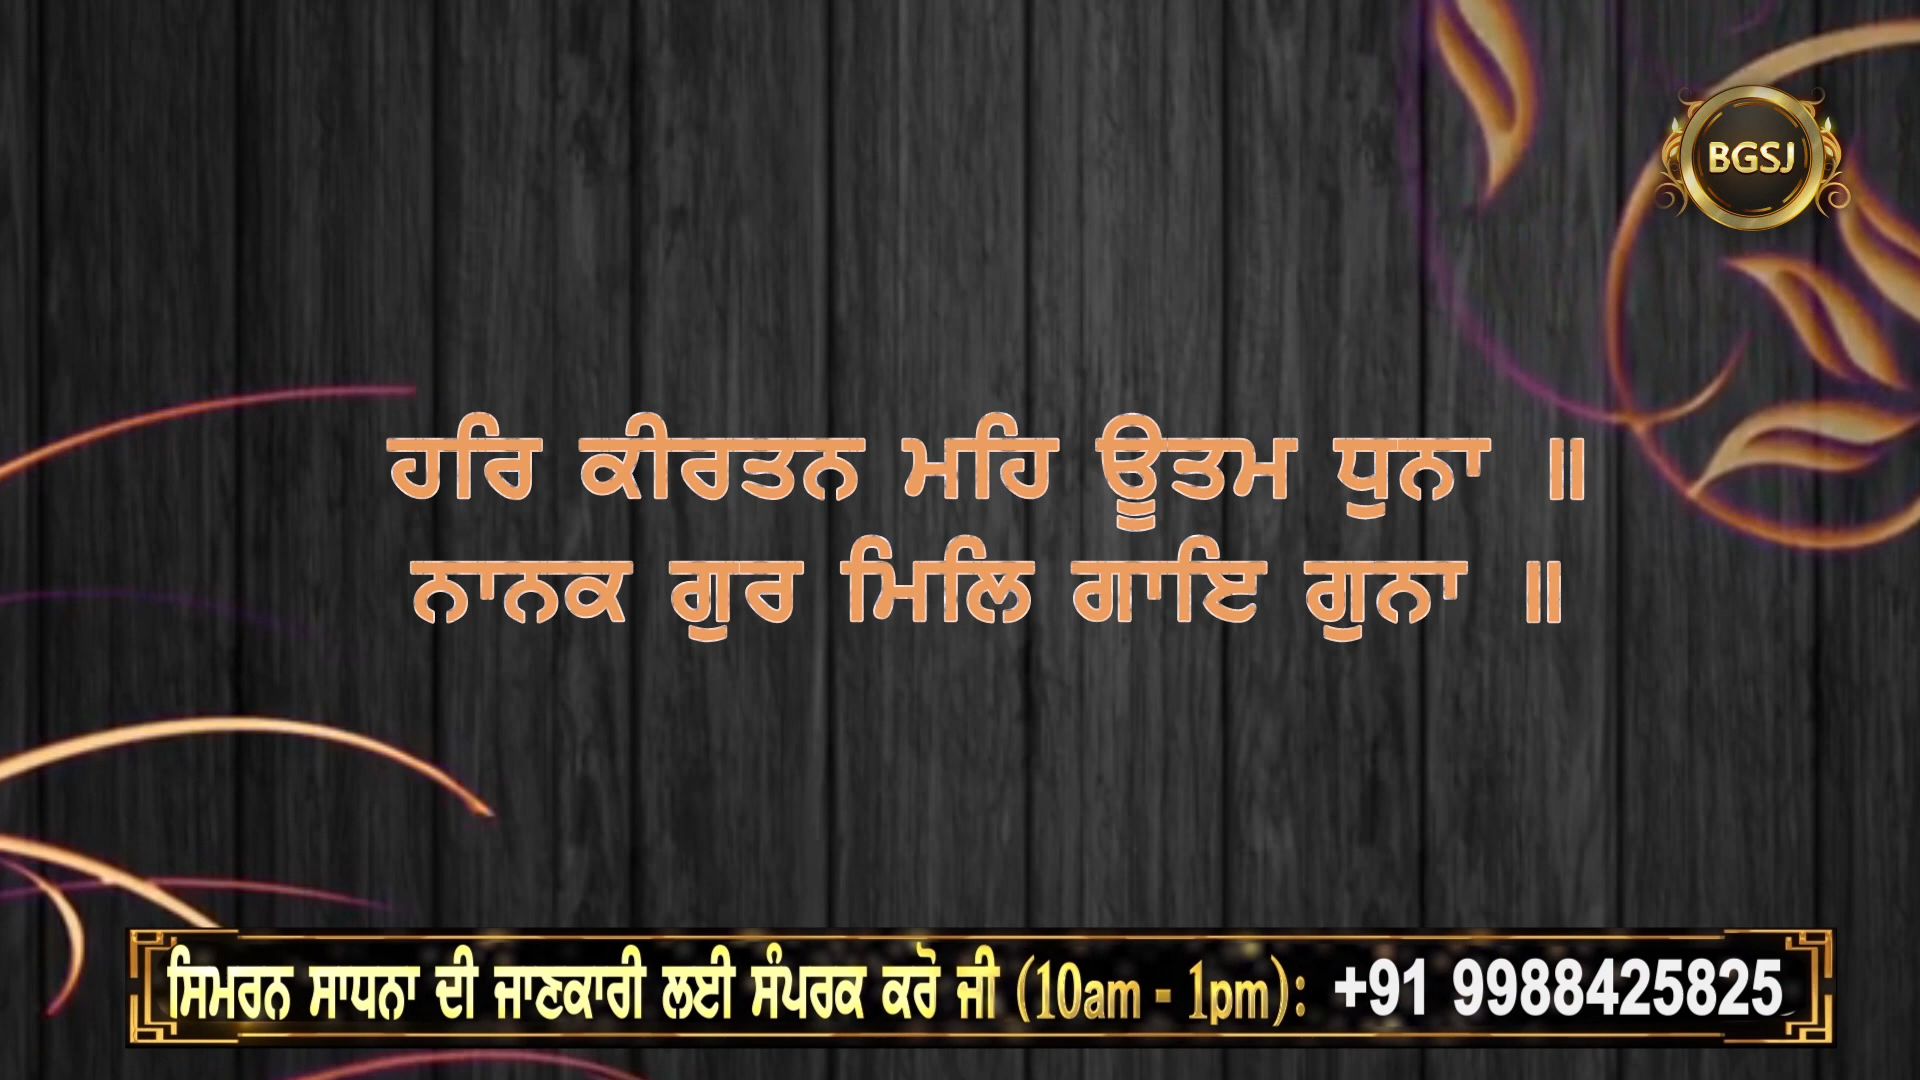 BGSJ
ਹਰਿ ਕੀਰਤਨ ਮਹਿ ਊਤਮ ਧੁਨਾ ॥
ਨਾਨਕ ਗੁਰ ਮਿਲਿ ਗਾਇ ਗੁਨਾ ॥
ਸਿਮਰਨ ਸਾਧਨਾ ਦੀ ਜਾਣਕਾਰੀ ਲਈ ਸੰਪਰਕ ਕਰੋ ਜੀ (10am - 1pm): +91 9988425825